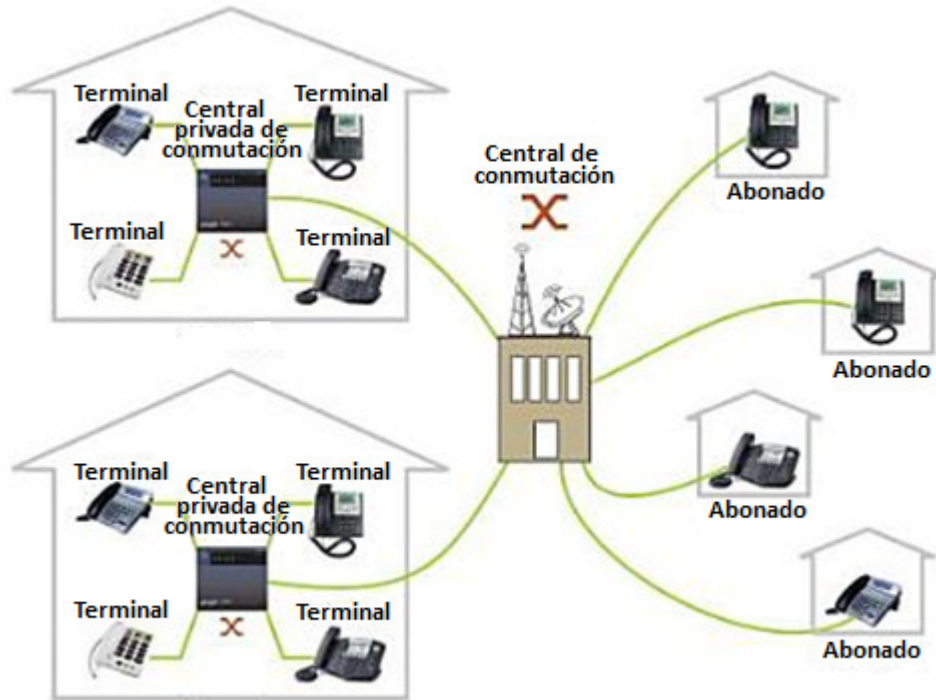 Terminal
Terminal
Central
privada de
conmutación
Terminal
Terminal
Central de
conmutación
Abonado
Abonado
Terminal
Terminal
Central
privada de
conmutación
Terminal
Terminal
Abonado
Abonado